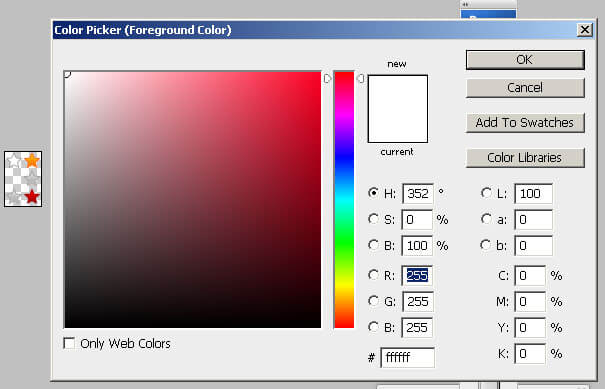 Color Picker (Foreground Color)
new
current
OK
Cancel
Add To Swatches
Color Libraries
H: 352 °
S: 0 %
B: 100 %
R: 255
G: 255
B: 255
# ffffff
L: 100
a: 0
b: 0
C: 0 %
M: 0 %
Y: 0 %
K: 0 %
Only Web Colors